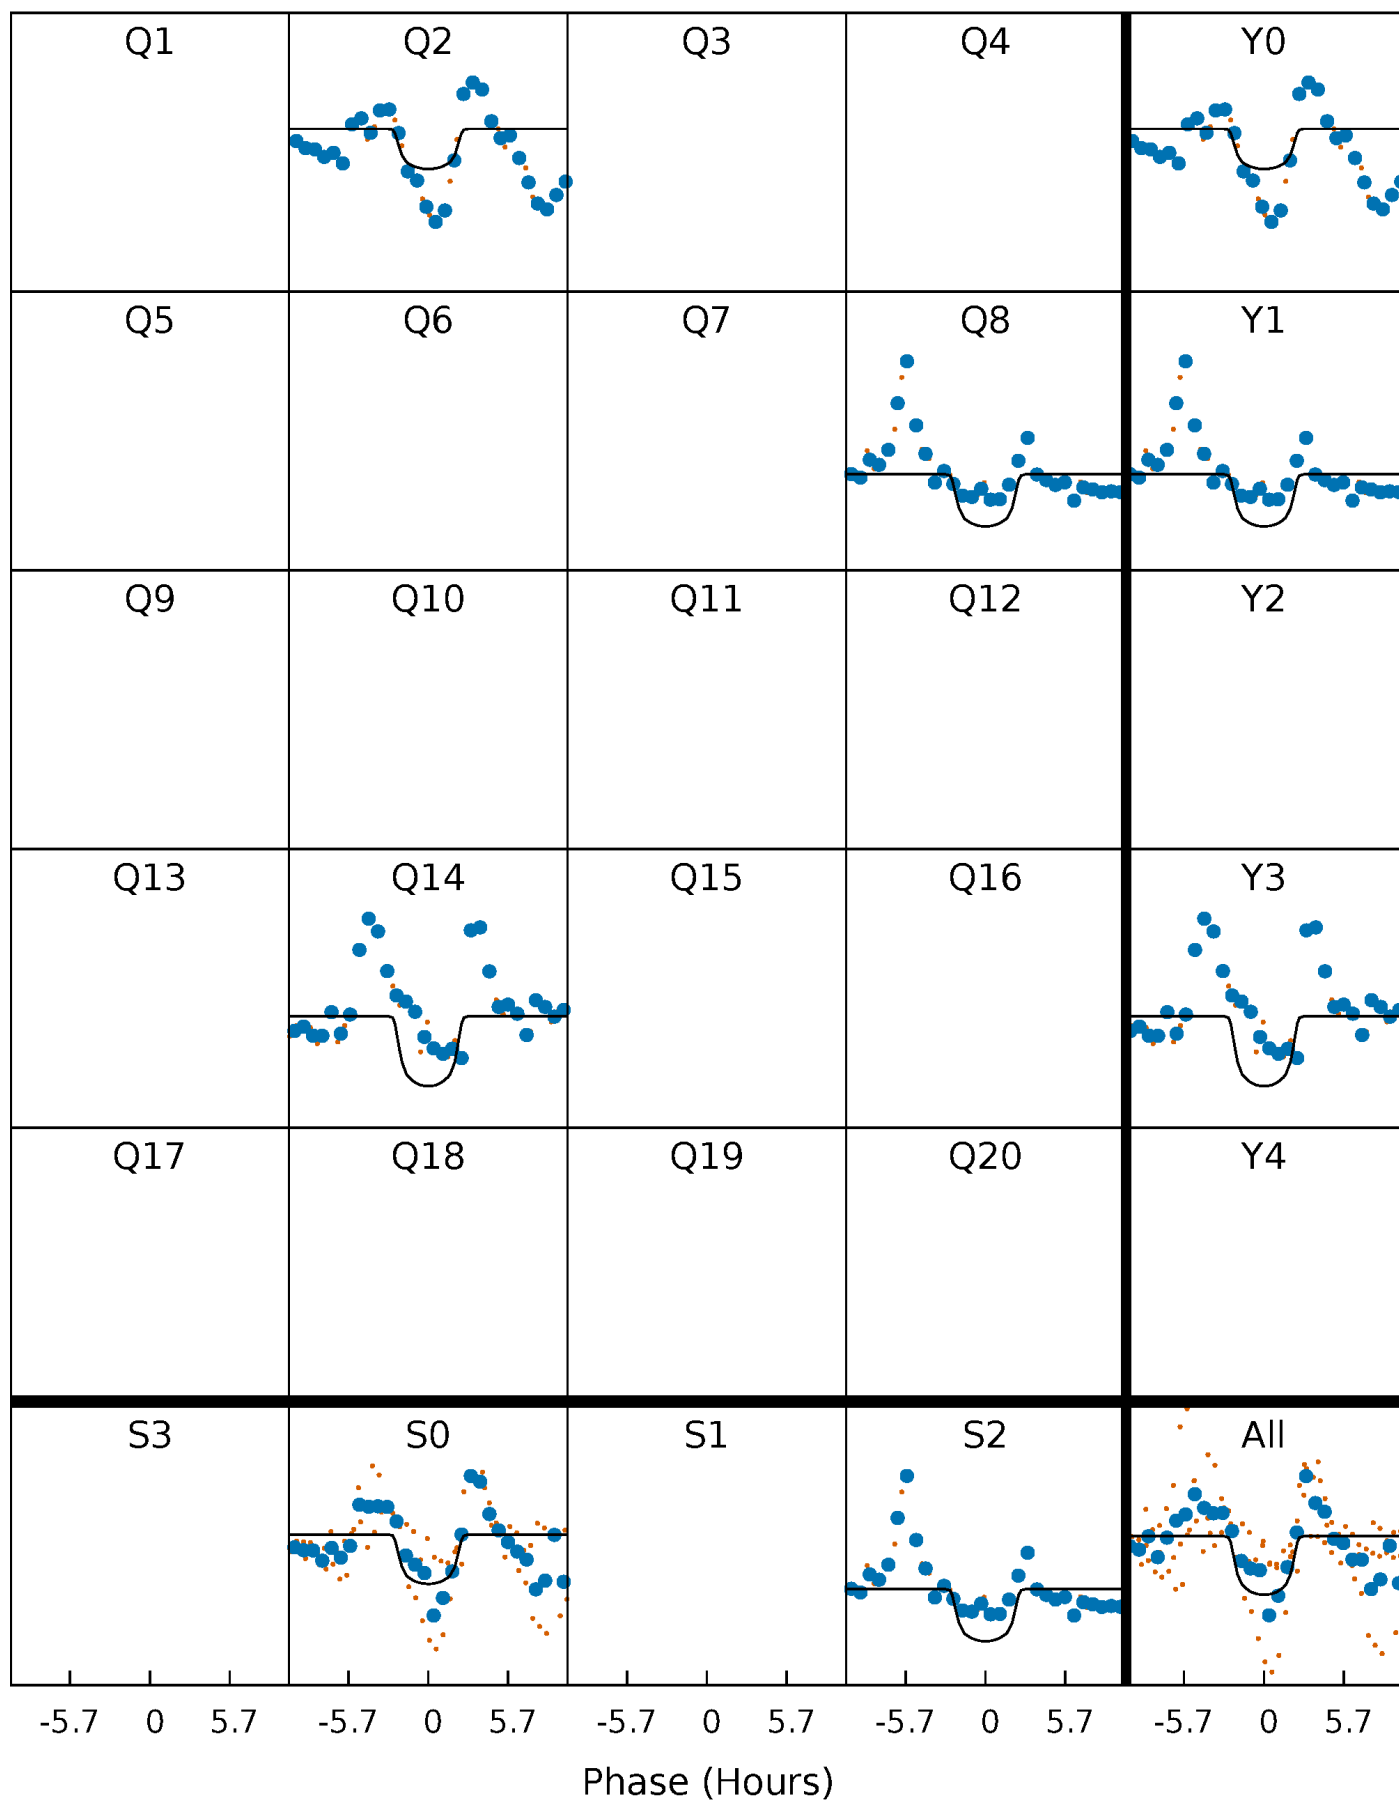 Q1 Q2 Q3 Q4 Y0
Q5 Q6 Q7 Q8 Y1
Q9 Q10 Q11 Q12 Y2
Q13 Q14 Q15 Q16 Y3
Q17 Q18 Q19 Q20 Y4
S3 S0 S1 S2 All
-5.7 0 5.7 -5.7 0 5.7 -5.7 0 5.7 -5.7 0 5.7 -5.7 0 5.7
Phase (Hours)